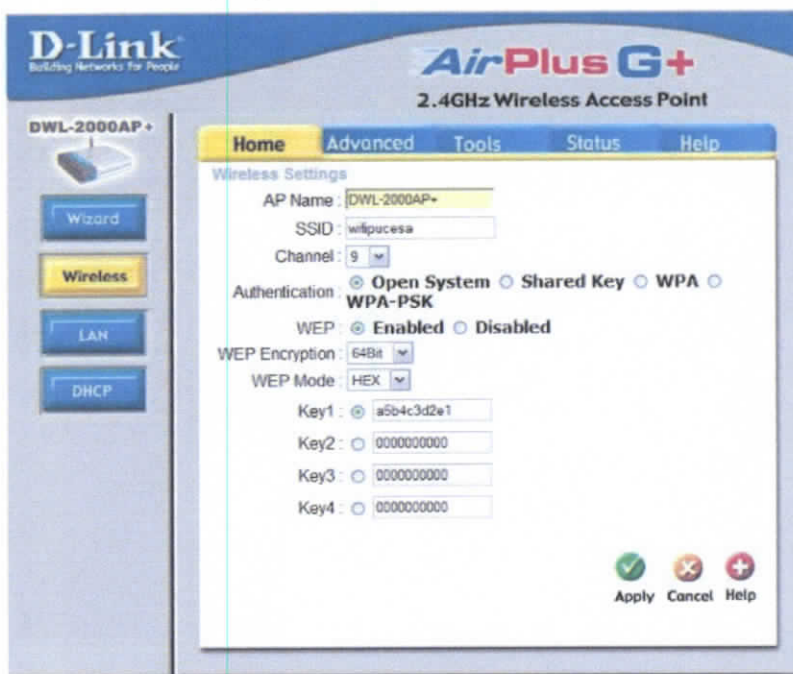 D-Link
Building Networks for People
AirPlus G+
2.4GHz Wireless Access Point
DWL-2000AP+
Home Advanced Tools Status Help
Wizard
Wireless
LAN
DHCP
Wireless Settings
AP Name : DWL-2000AP+
SSID : wifipucesa
Channel : 9
Authentication : Open System Shared Key WPA
WPA-PSK
WEP : Enabled Disabled
WEP Encryption : 64Bit
WEP Mode : HEX
Key1 : a5b4c3d2e1
Key2 : 0000000000
Key3 : 0000000000
Key4 : 0000000000
Apply Cancel Help